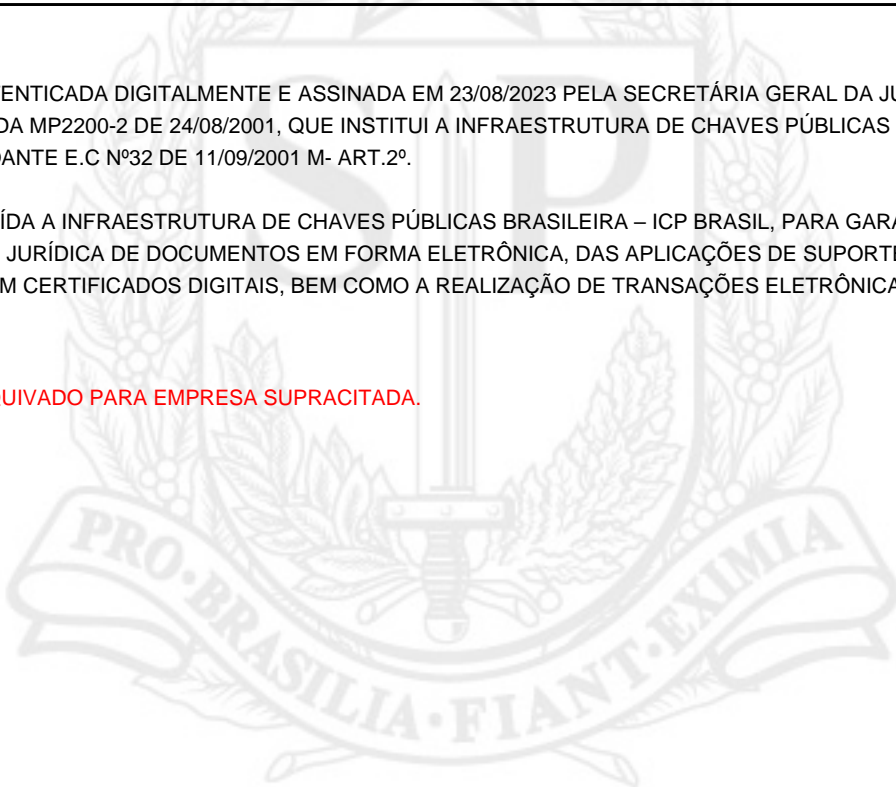 ENTICADA DIGITALMENTE E ASSINADA EM 23/08/2023 PELA SECRETÁRIA GERAL DA JU
DA MP2200-2 DE 24/08/2001, QUE INSTITUI A INFRAESTRUTURA DE CHAVES PÚBLICAS
DANTE E.C Nº32 DE 11/09/2001 M- ART.2º.
ÍDA A INFRAESTRUTURA DE CHAVES PÚBLICAS BRASILEIRA – ICP BRASIL, PARA GARA
JURÍDICA DE DOCUMENTOS EM FORMA ELETRÔNICA, DAS APLICAÇÕES DE SUPORTE
M CERTIFICADOS DIGITAIS, BEM COMO A REALIZAÇÃO DE TRANSAÇÕES ELETRÔNICA
UIVADO PARA EMPRESA SUPRACITADA.
SP
PRO·BRASILIA·FIANT·EXIMIA